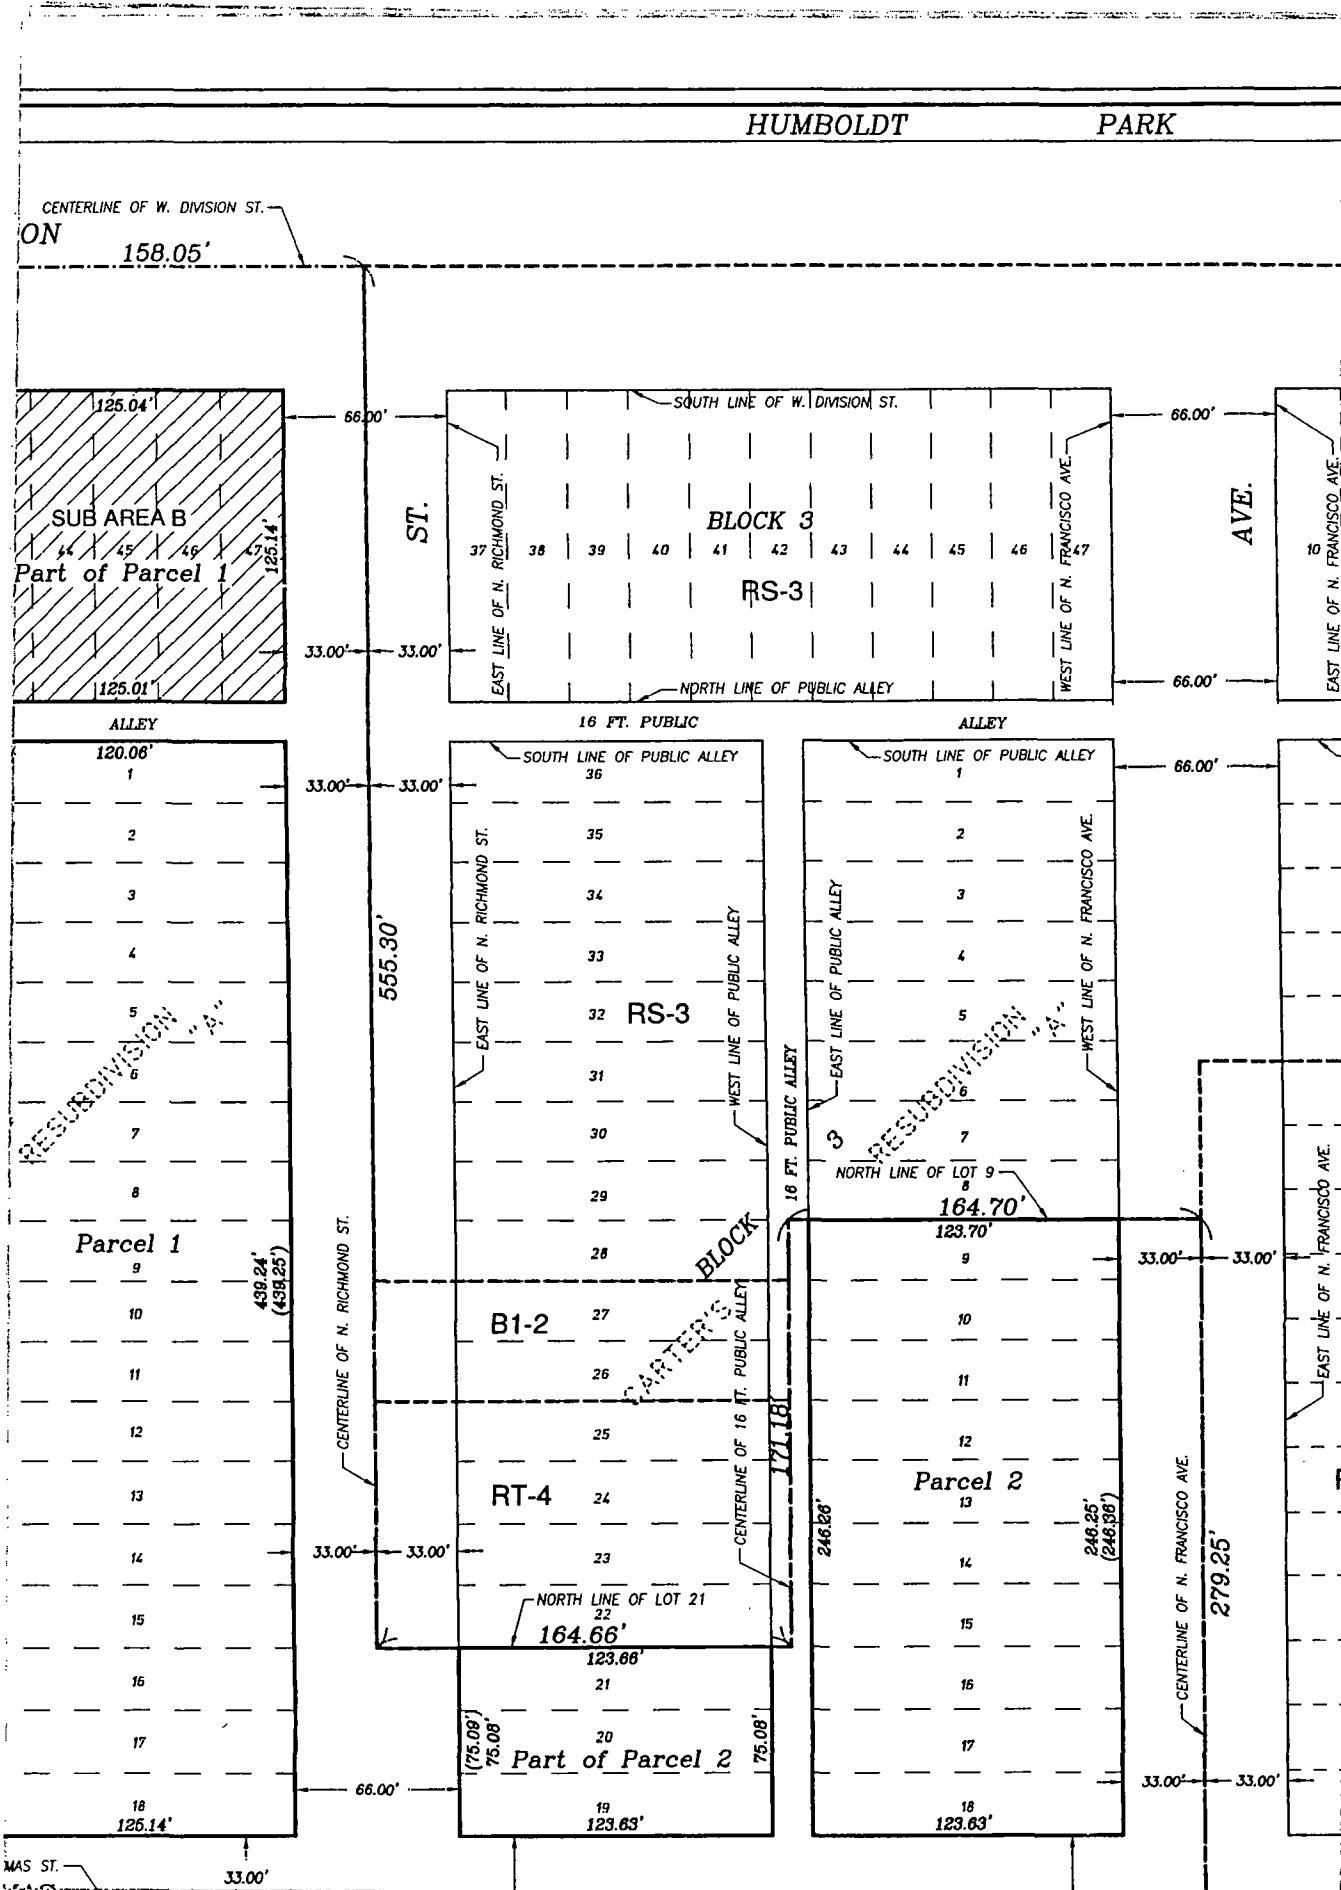 HUMBOLDT PARK
CENTERLINE OF W. DIVISION ST.
ON
158.05'
125.04'
66.00'
SOUTH LINE OF W. DIVISION ST.
66.00'
SUB AREA B
44 45 46 47
125.14'
Part of Parcel 1
ST.
EAST LINE OF N. RICHMOND ST.
BLOCK 3
37 38 39 40 41 42 43 44 45 46 47
RS-3
WEST LINE OF N. FRANCISCO AVE.
AVE.
10
EAST LINE OF N. FRANCISCO AVE.
33.00' 33.00'
125.01'
NORTH LINE OF PUBLIC ALLEY
66.00'
ALLEY
16 FT. PUBLIC ALLEY
120.06'
SOUTH LINE OF PUBLIC ALLEY
SOUTH LINE OF PUBLIC ALLEY
33.00' 33.00'
66.00'
1
2
3
4
5
6
7
8
Parcel 1
9
10
11
12
13
14
15
16
17
18
125.14'
RESUBDIVISION "A"
439.24'
(439.25')
555.30'
CENTERLINE OF N. RICHMOND ST.
EAST LINE OF N. RICHMOND ST.
36
35
34
33
32
RS-3
31
30
29
28
B1-2
27
26
25
RT-4
24
23
22
NORTH LINE OF LOT 21
164.66'
123.66'
21
20
Part of Parcel 2
19
123.63'
(75.09')
75.08'
75.08'
33.00' 33.00'
66.00'
WEST LINE OF PUBLIC ALLEY
EAST LINE OF PUBLIC ALLEY
16 FT. PUBLIC ALLEY
BLOCK 3
CARTER'S
CENTERLINE OF 16 FT. PUBLIC ALLEY
171.18'
1
2
3
4
5
6
7
8
RESUBDIVISION "A"
WEST LINE OF N. FRANCISCO AVE.
NORTH LINE OF LOT 9
164.70'
123.70'
9
10
11
12
Parcel 2
13
14
15
16
17
18
123.63'
246.26'
246.25'
(246.36')
33.00' 33.00'
CENTERLINE OF N. FRANCISCO AVE.
279.25'
EAST LINE OF N. FRANCISCO AVE.
33.00' 33.00'
MAS ST.
33.00'